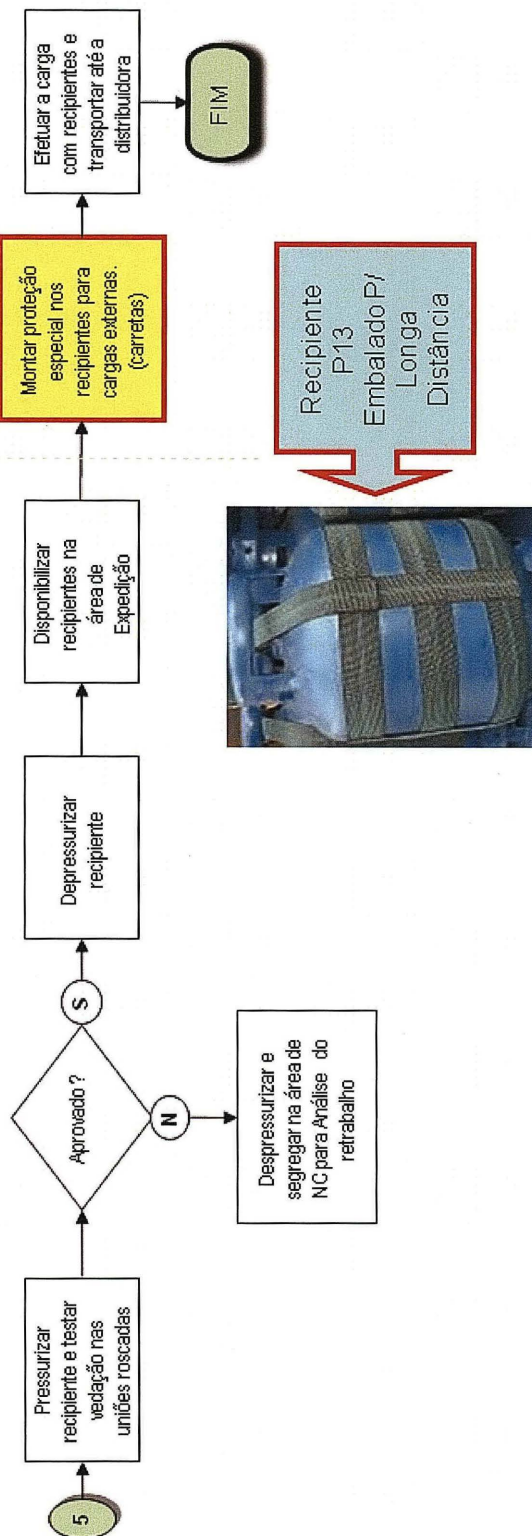 5
Pressurizar
recipiente e testar
vedação nas
uniões roscadas
Aprovado ?
S
N
Despressurizar e
segregar na área de
NC para Análise do
retrabalho
Depressurizar
recipiente
Disponibilizar
recipientes na
área de
Expedição
Montar proteção
especial nos
recipientes para
cargas externas.
(carretas)
Efetuar a carga
com recipientes e
transportar até a
distribuidora
FIM
Recipiente
P13
Embalado P/
Longa
Distância